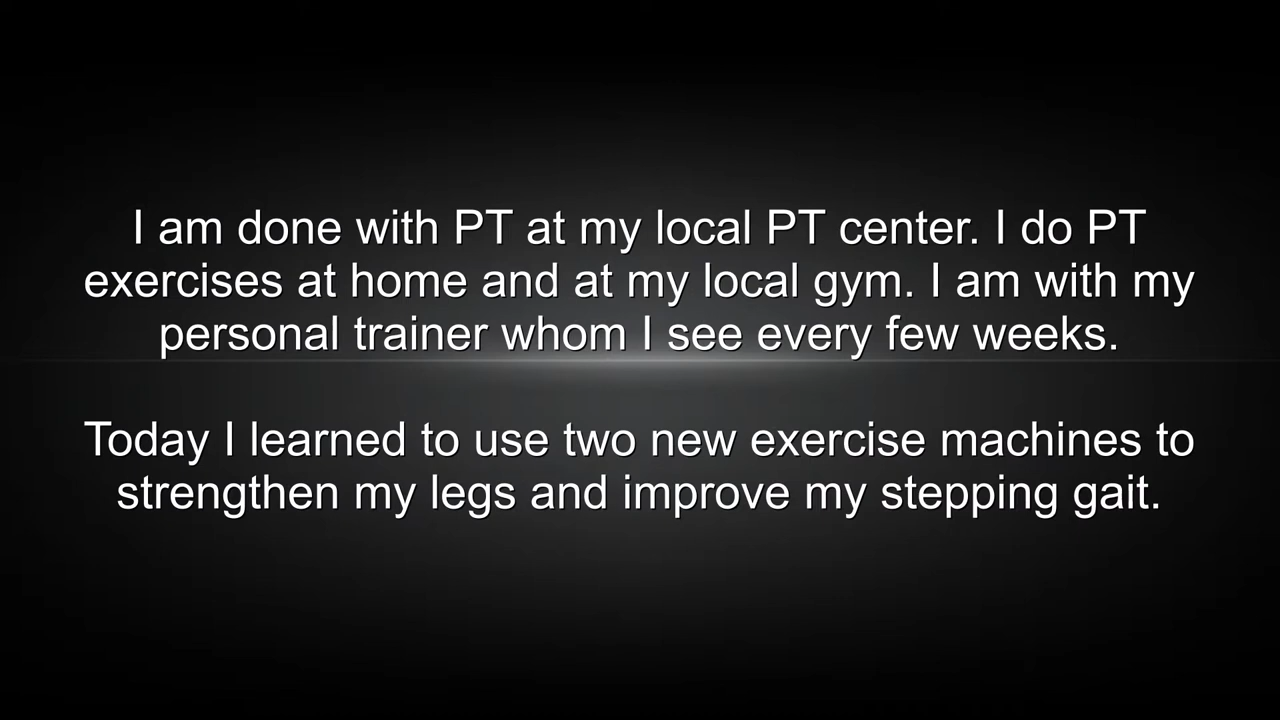 I am done with PT at my local PT center. I do PT
exercises at home and at my local gym. I am with my
personal trainer whom I see every few weeks.
Today I learned to use two new exercise machines to
strengthen my legs and improve my stepping gait.